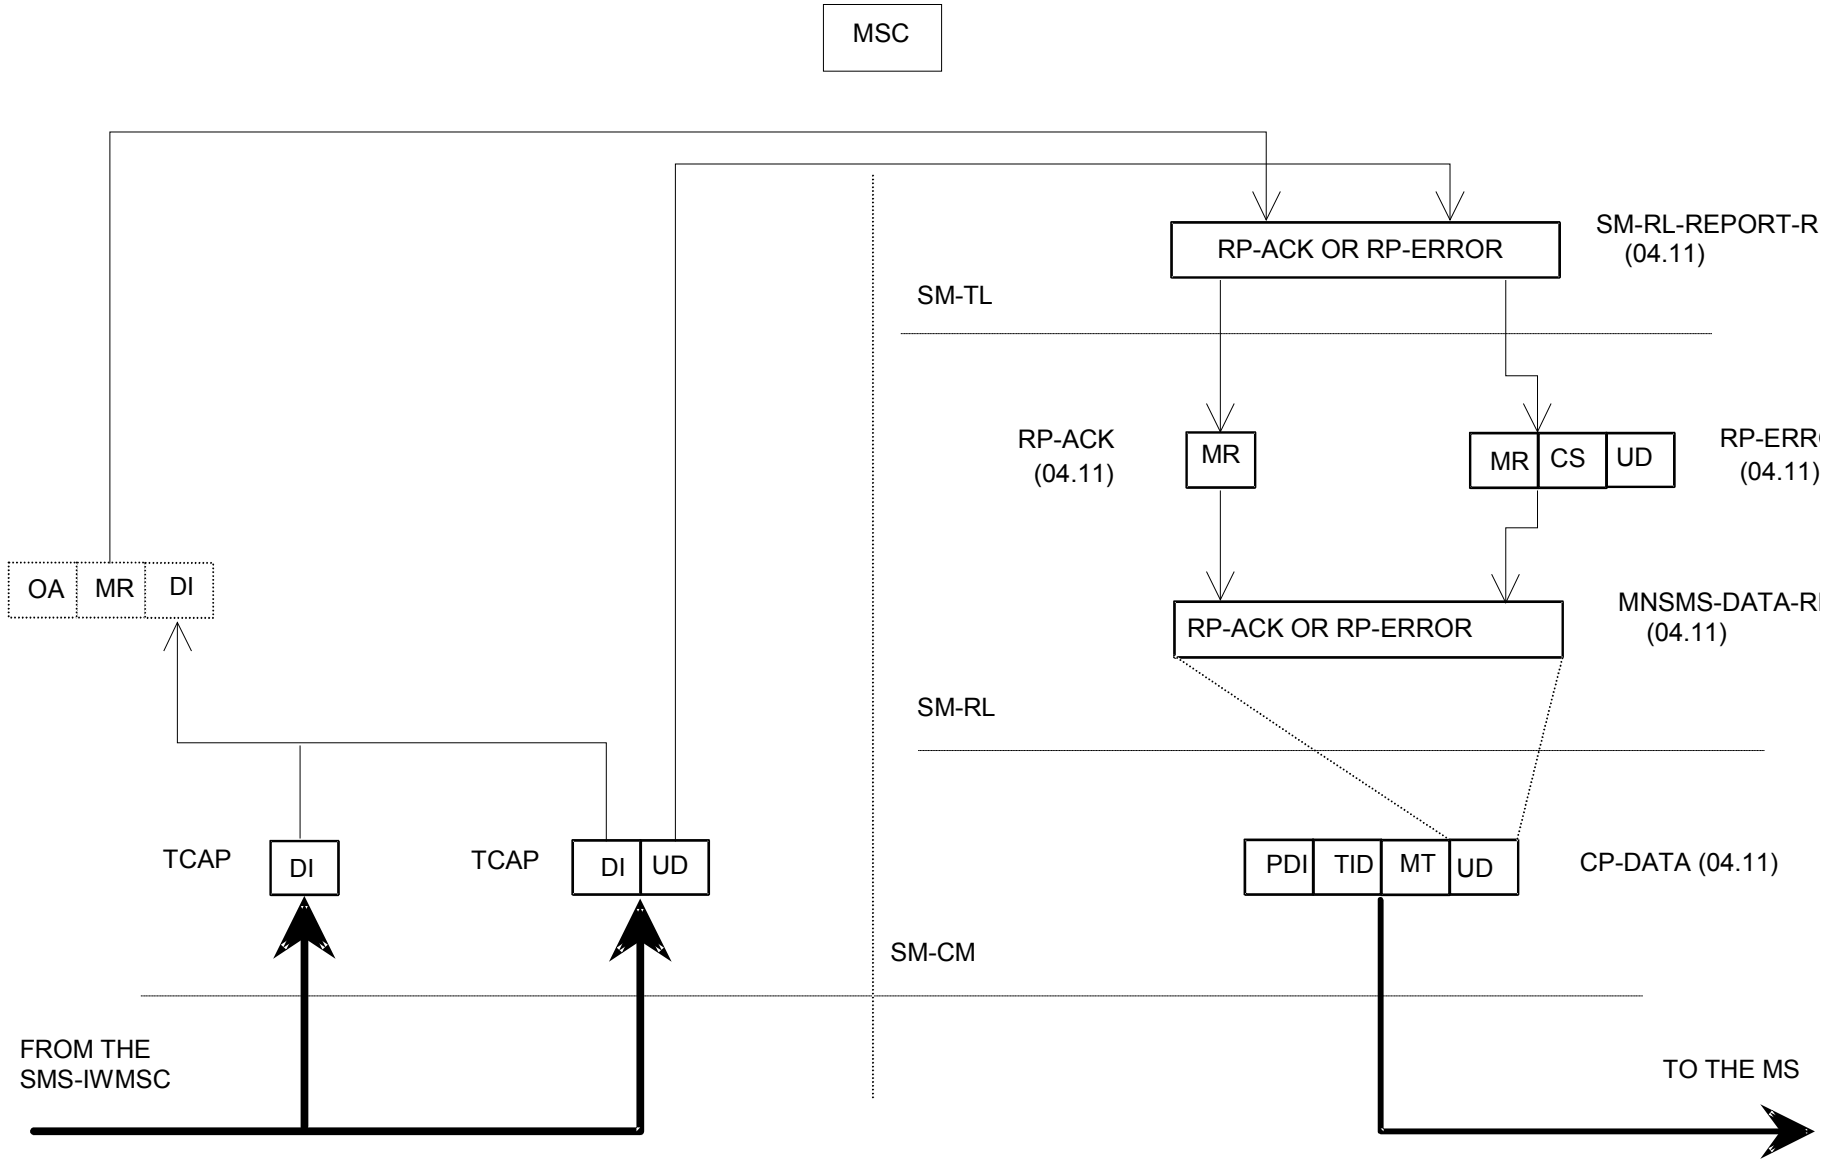 MSC
SM-RL-REPORT-R
(04.11)
RP-ACK OR RP-ERROR
SM-TL
RP-ACK
(04.11)
MR
MR CS UD
RP-ERR
(04.11)
OA MR DI
RP-ACK OR RP-ERROR
MNSMS-DATA-R
(04.11)
SM-RL
TCAP DI
TCAP DI UD
PDI TID MT UD
CP-DATA (04.11)
SM-CM
FROM THE
SMS-IWMSC
TO THE MS